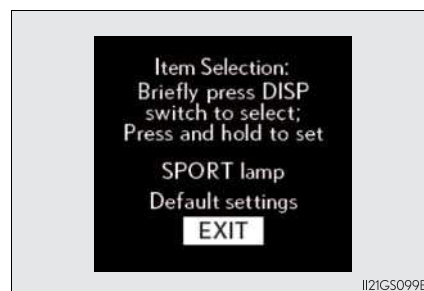 Item Selection:
Briefly press DISP
switch to select;
Press and hold to set
SPORT lamp
Default settings
EXIT
II21GS099E